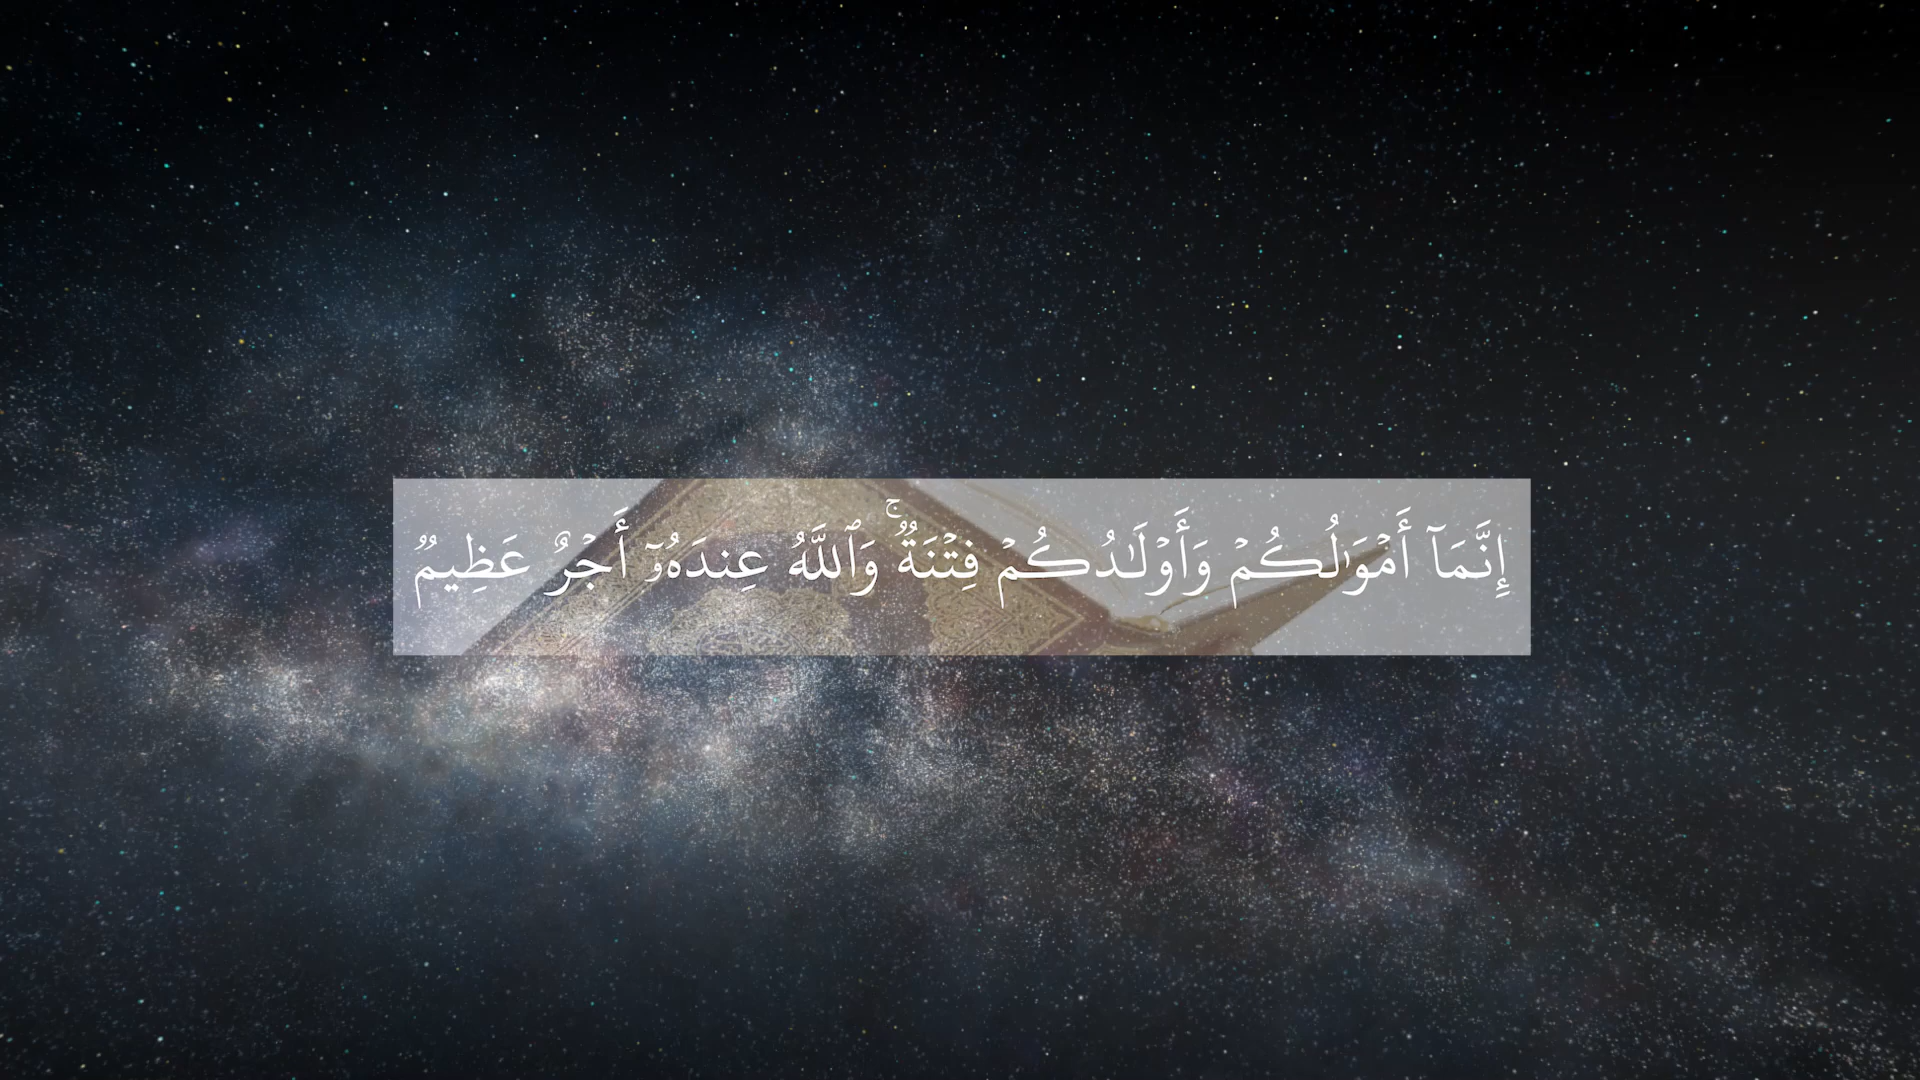 إِنَّمَآ أَمْوَٰلُكُمْ وَأَوْلَـٰدُكُمْ فِتْنَةٌۭ ۚ وَٱللَّهُ عِندَهُۥٓ أَجْرٌ عَظِيمٌۭ